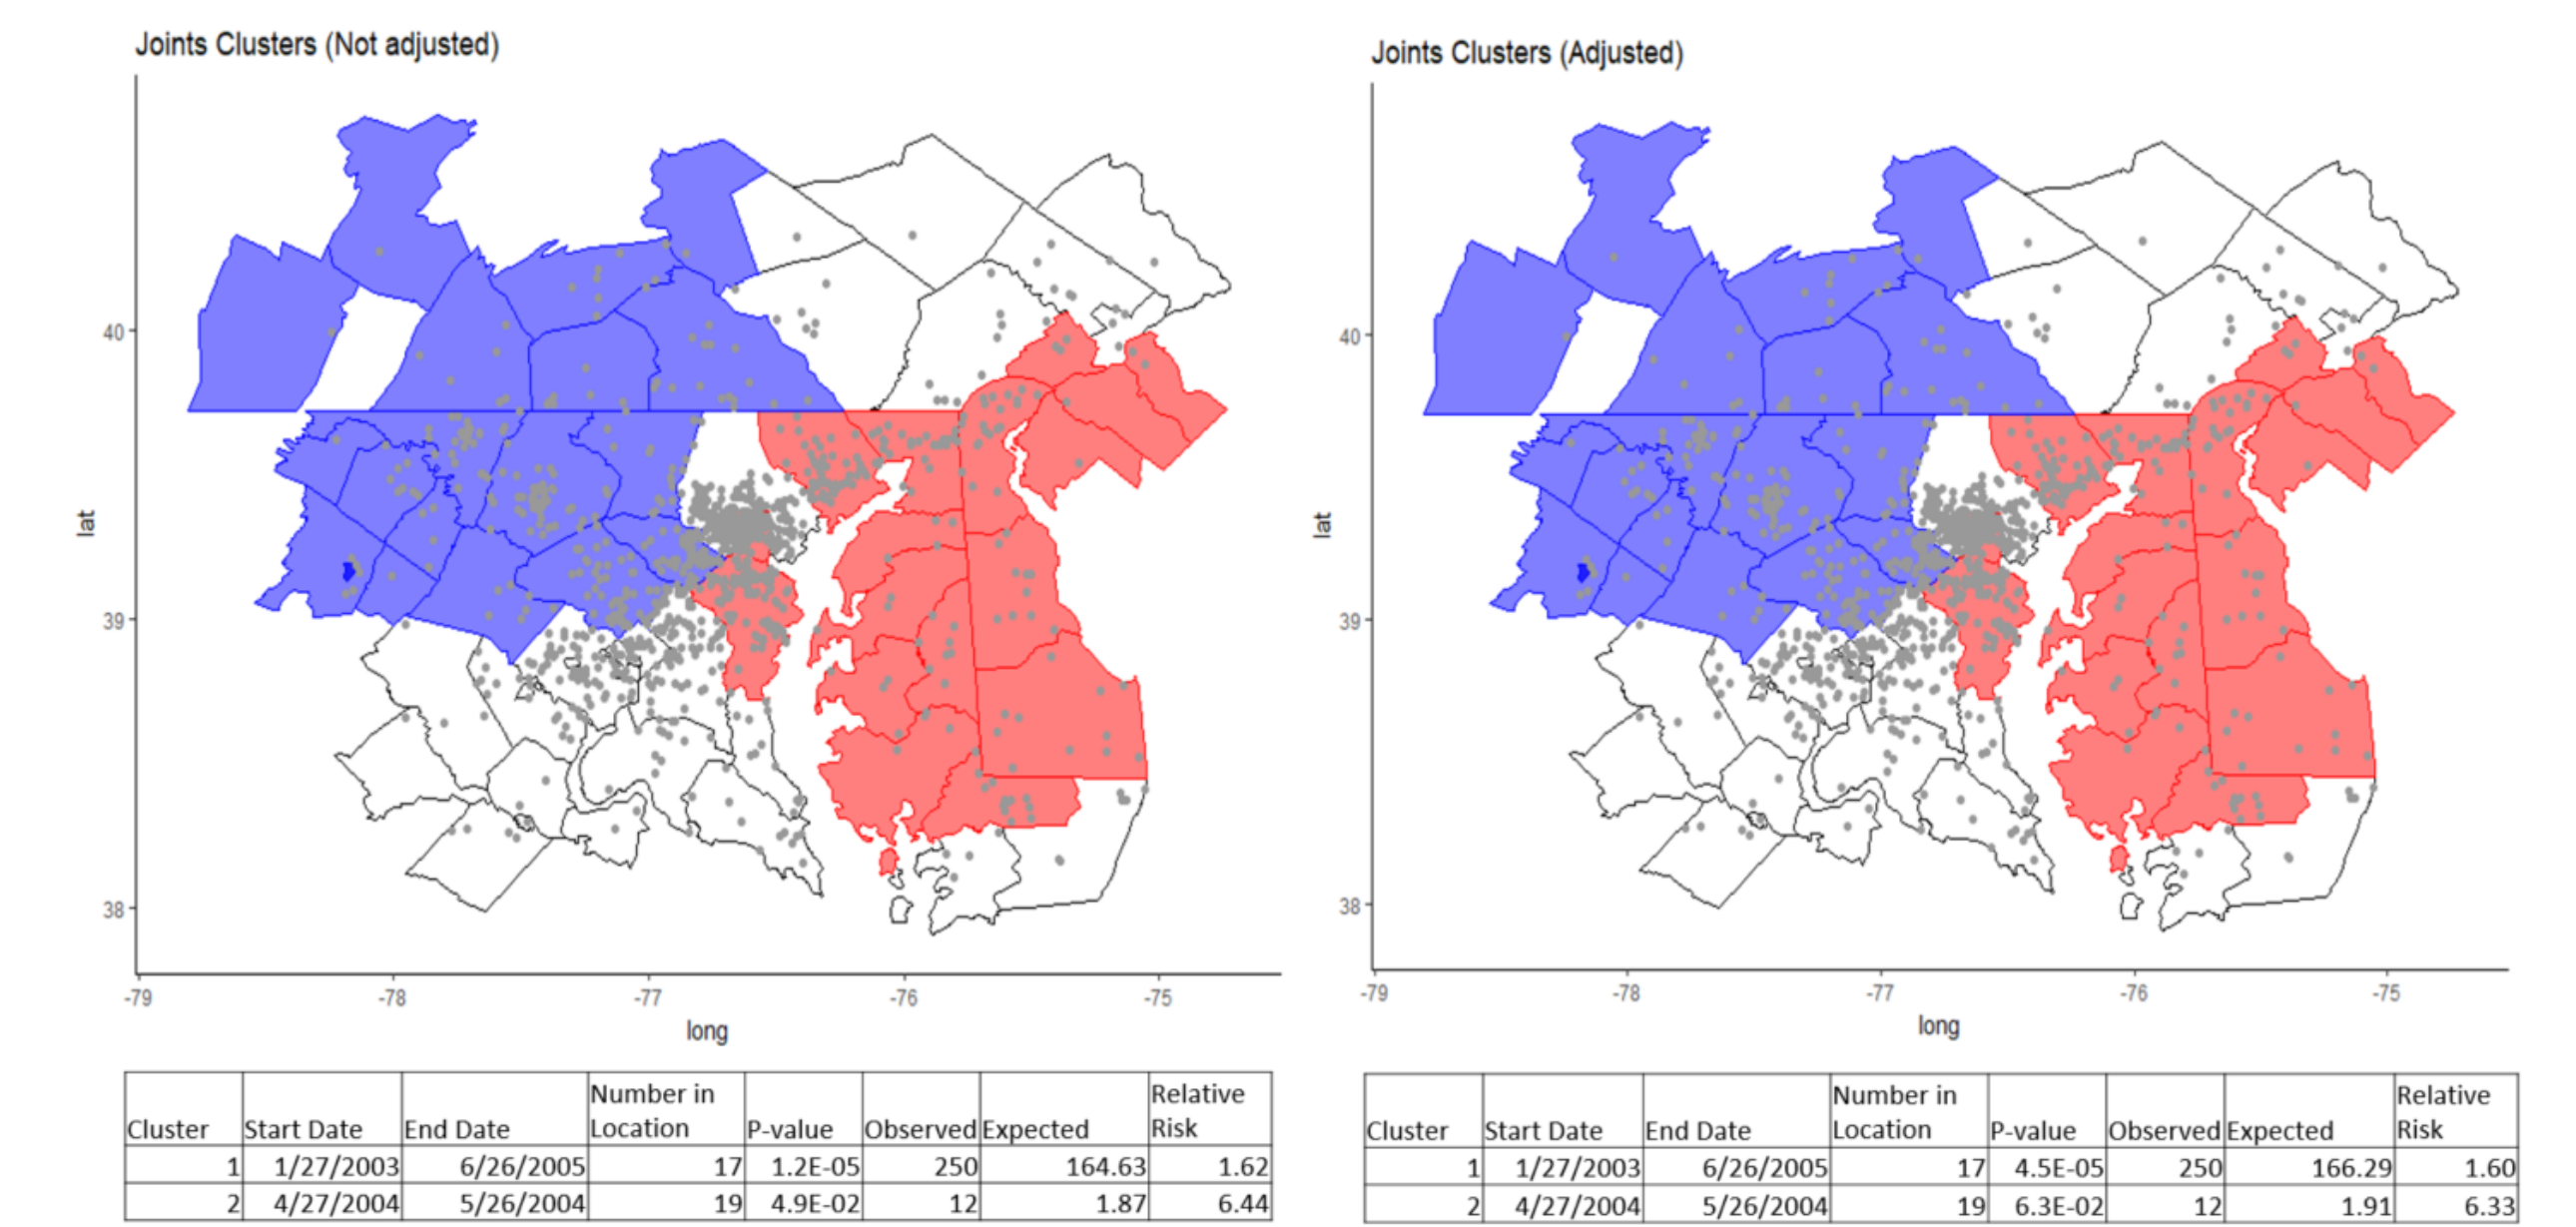 Joints Clusters (Not adjusted)
lat
40
39
38
-79 -78 -77 -76 -75
long
Cluster Start Date End Date Number in Location P-value Observed Expected Relative Risk
1 1/27/2003 6/26/2005 17 1.2E-05 250 164.63 1.62
2 4/27/2004 5/26/2004 19 4.9E-02 12 1.87 6.44
Joints Clusters (Adjusted)
lat
40
39
38
-79 -78 -77 -76 -75
long
Cluster Start Date End Date Number in Location P-value Observed Expected Relative Risk
1 1/27/2003 6/26/2005 17 4.5E-05 250 166.29 1.60
2 4/27/2004 5/26/2004 19 6.3E-02 12 1.91 6.33